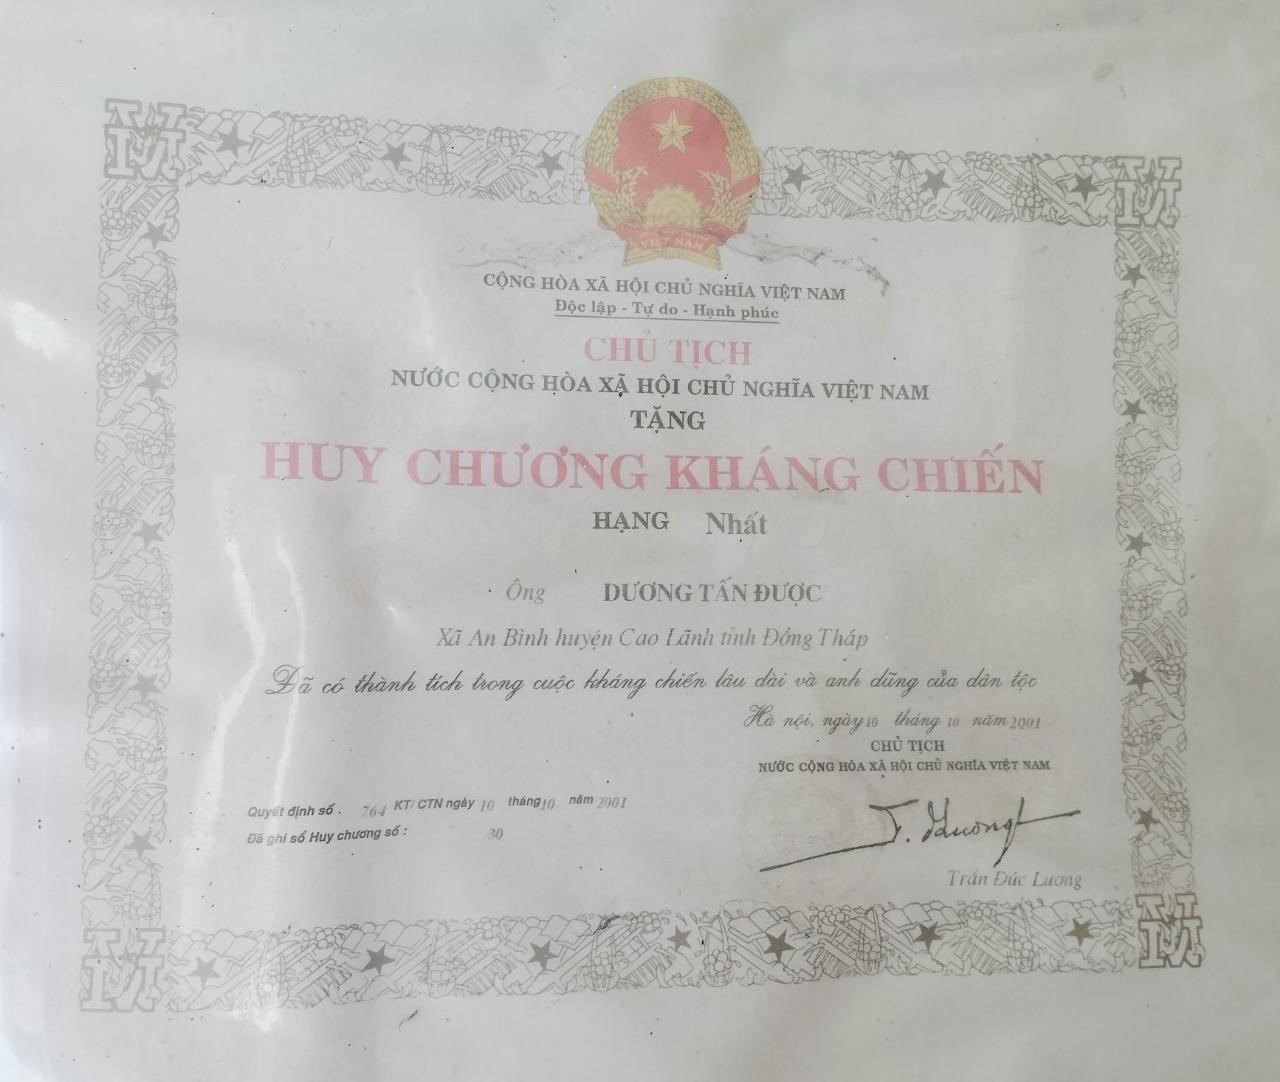 VIỆT NAM
CỘNG HÒA XÃ HỘI CHỦ NGHĨA VIỆT NAM
Độc lập - Tự do - Hạnh phúc
CHỦ TỊCH
NƯỚC CỘNG HÒA XÃ HỘI CHỦ NGHĨA VIỆT NAM
TẶNG
HUY CHƯƠNG KHÁNG CHIẾN
HẠNG Nhất
Ông DƯƠNG TẤN ĐƯỢC
Xã An Bình huyện Cao Lãnh tỉnh Đồng Tháp
Đã có thành tích trong cuộc kháng chiến lâu dài và anh dũng của dân tộc
Hà nội, ngày 10 tháng 10 năm 2001
CHỦ TỊCH
NƯỚC CỘNG HÒA XÃ HỘI CHỦ NGHĨA VIỆT NAM
Quyết định số : 764 KT/ CTN ngày 10 tháng 10 năm 2001
Đã ghi sổ Huy chương số : 30
Trần Đức Lương